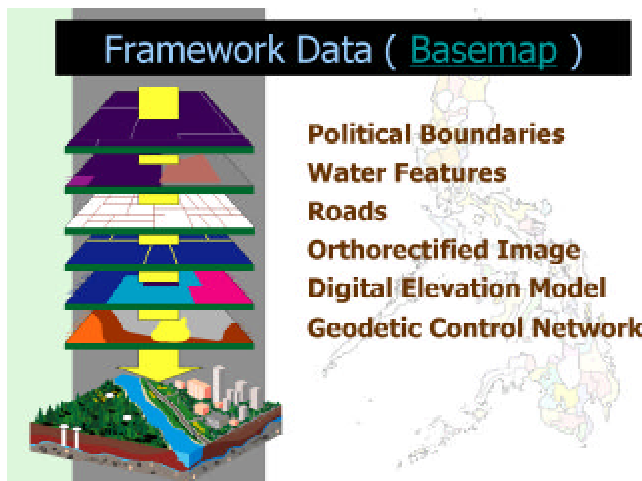 Framework Data ( Basemap )
Political Boundaries
Water Features
Roads
Orthorectified Image
Digital Elevation Model
Geodetic Control Network